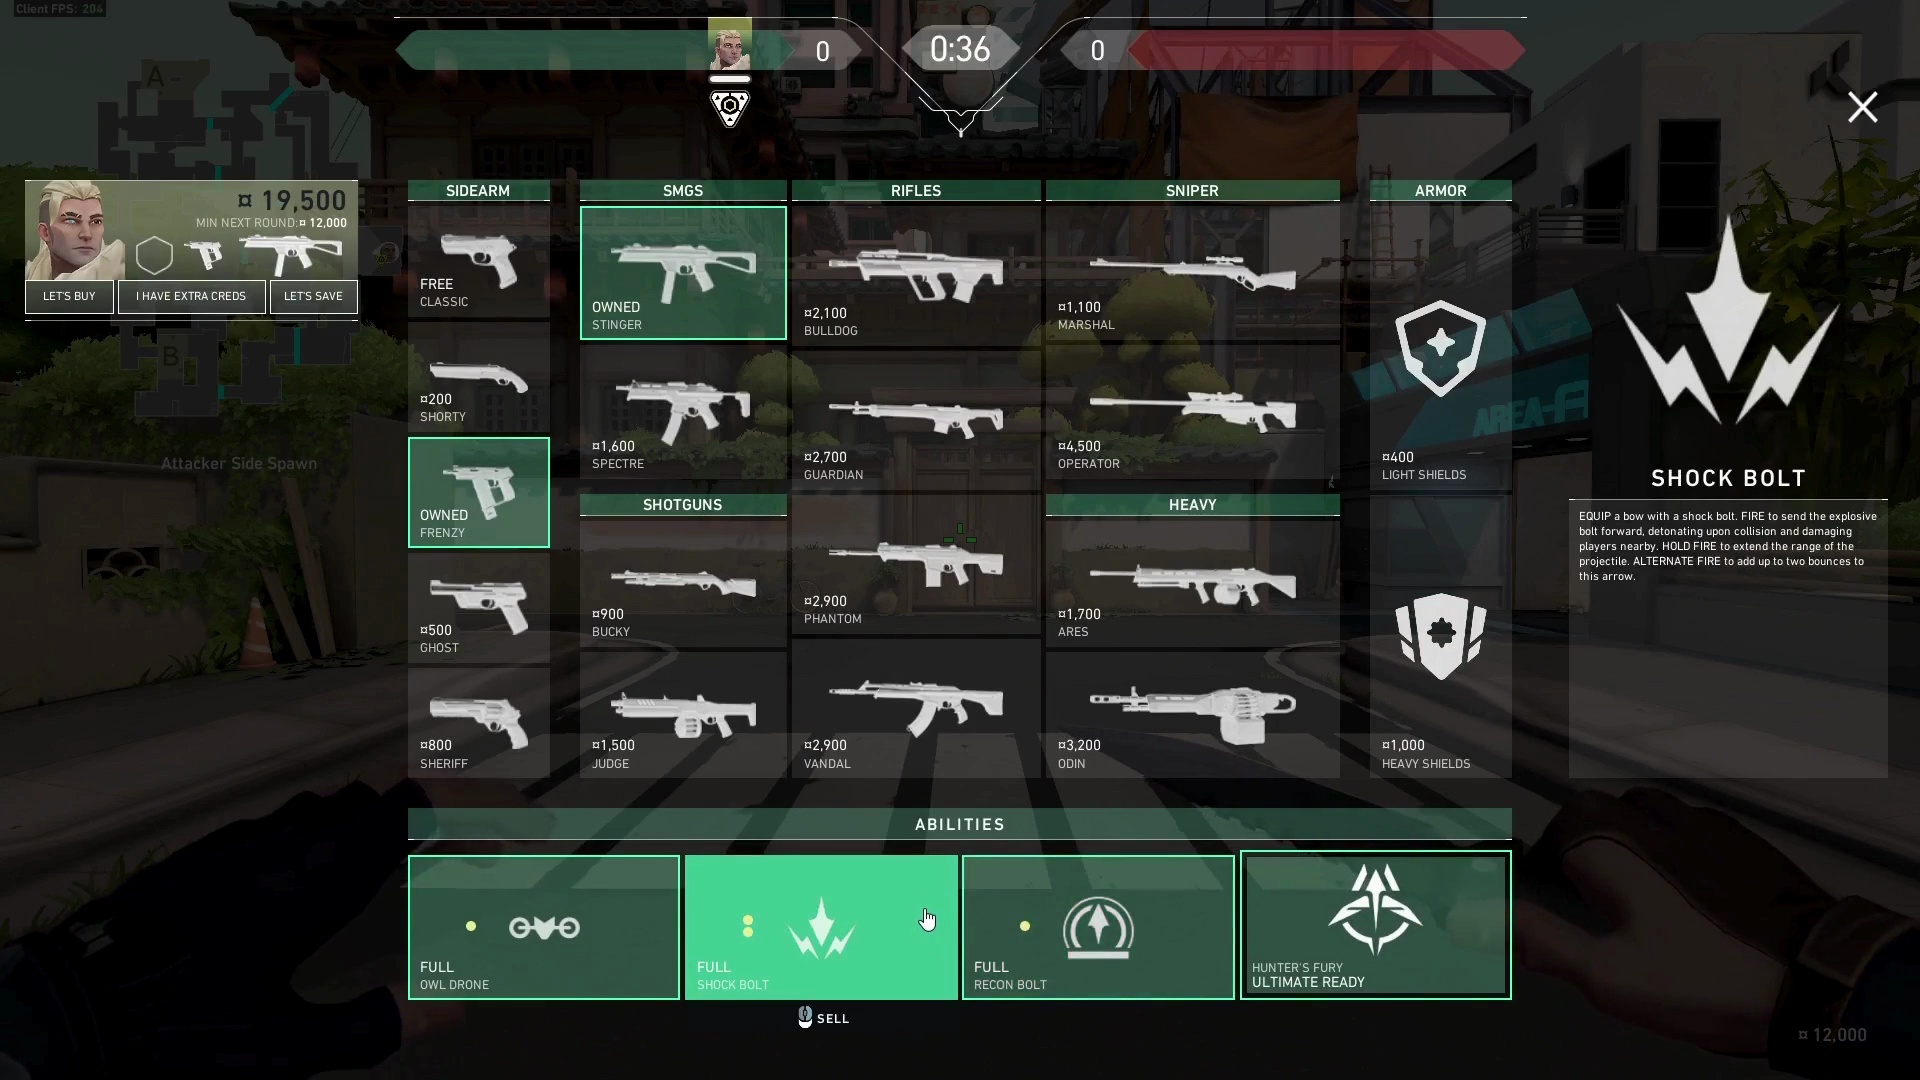 Client FPS: 204
0
0:36
0
A
¤ 19,500
MIN NEXT ROUND:¤ 12,000
LET'S BUY
I HAVE EXTRA CREDS
LET'S SAVE
B
Attacker Side Spawn
SIDEARM
FREE
CLASSIC
¤200
SHORTY
OWNED
FRENZY
¤500
GHOST
¤800
SHERIFF
SMGS
OWNED
STINGER
¤1,600
SPECTRE
SHOTGUNS
¤900
BUCKY
¤1,500
JUDGE
RIFLES
¤2,100
BULLDOG
¤2,700
GUARDIAN
¤2,900
PHANTOM
¤2,900
VANDAL
SNIPER
¤1,100
MARSHAL
¤4,500
OPERATOR
HEAVY
¤1,700
ARES
¤3,200
ODIN
ARMOR
¤400
LIGHT SHIELDS
¤1,000
HEAVY SHIELDS
AREA-A
SHOCK BOLT
EQUIP a bow with a shock bolt. FIRE to send the explosive
bolt forward, detonating upon collision and damaging
players nearby. HOLD FIRE to extend the range of the
projectile. ALTERNATE FIRE to add up to two bounces to
this arrow.
ABILITIES
FULL
OWL DRONE
FULL
SHOCK BOLT
FULL
RECON BOLT
HUNTER'S FURY
ULTIMATE READY
SELL
¤ 12,000